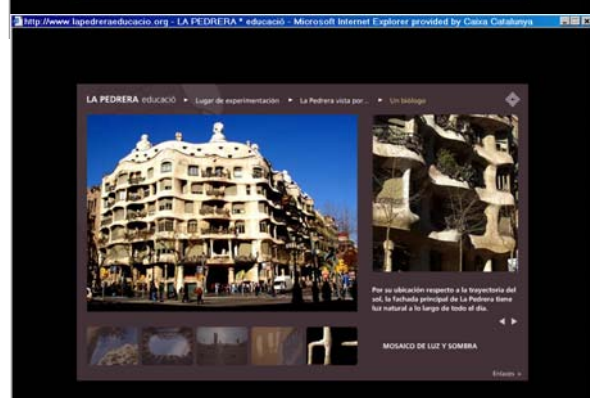 http://www.lapedreraeducacio.org - LA PEDRERA * educació - Microsoft Internet Explorer provided by Caixa Catalunya
LA PEDRERA educació ▸ Lugar de experimentación ▸ La Pedrera vista por... ▸ Un biólogo
Por su ubicación respecto a la trayectoria del
sol, la fachada principal de La Pedrera tiene
luz natural a lo largo de todo el día.
MOSAICO DE LUZ Y SOMBRA
Enlaces »